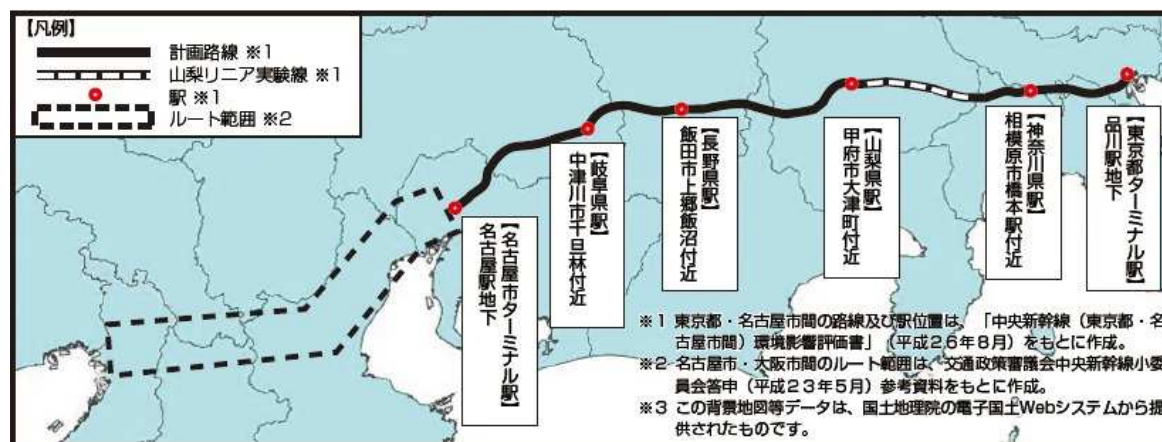 【凡例】
計画路線 ※1
山梨リニア実験線 ※1
駅 ※1
ルート範囲 ※2
【東京都ターミナル駅】
品川駅地下
【神奈川県駅】
相模原市橋本駅付近
【山梨県駅】
甲府市大津町付近
【長野県駅】
飯田市上郷飯沼付近
【岐阜県駅】
中津川市千旦林付近
【名古屋市ターミナル駅】
名古屋駅地下
※1 東京都・名古屋市間の路線及び駅位置は、「中央新幹線（東京都・名
古屋市間）環境影響評価書」（平成26年8月）をもとに作成。
※2 名古屋市・大阪市間のルート範囲は、交通政策審議会中央新幹線小委
員会答申（平成23年5月）参考資料をもとに作成。
※3 この背景地図等データは、国土地理院の電子国土Webシステムから提
供されたものです。